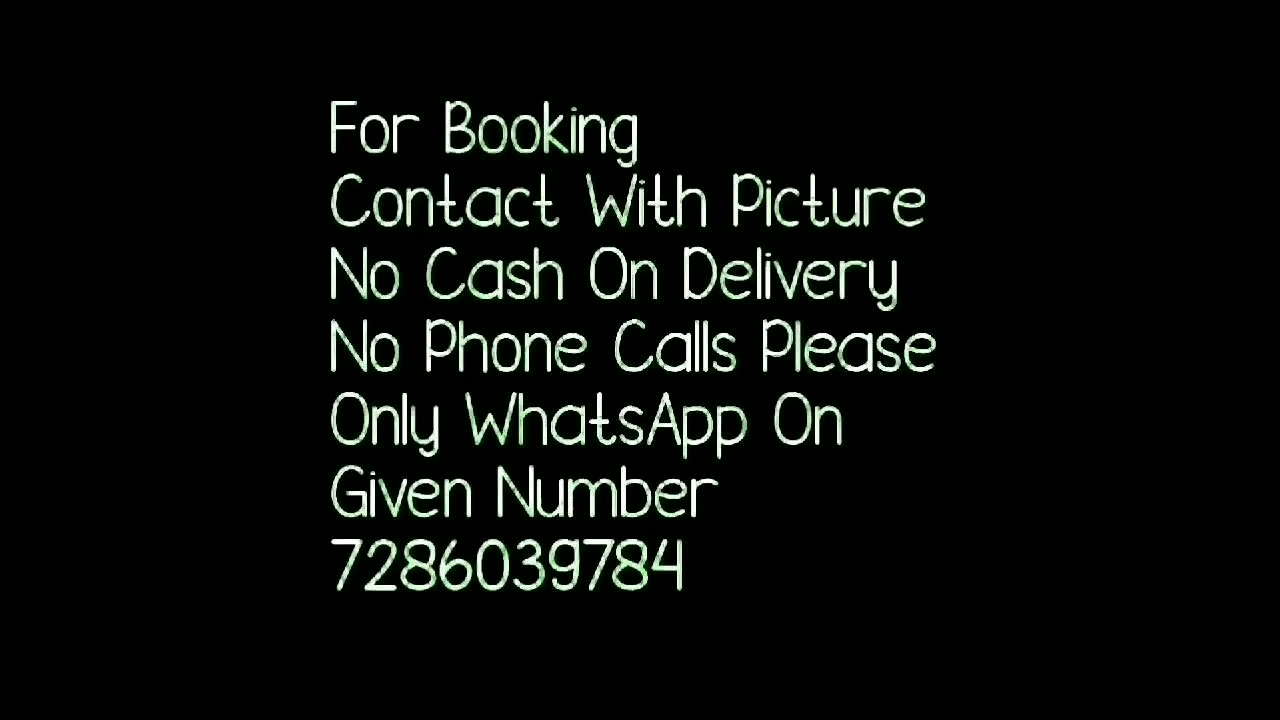 For Booking
Contact With Picture
No Cash On Delivery
No Phone Calls Please
Only WhatsApp On
Given Number
7286039784